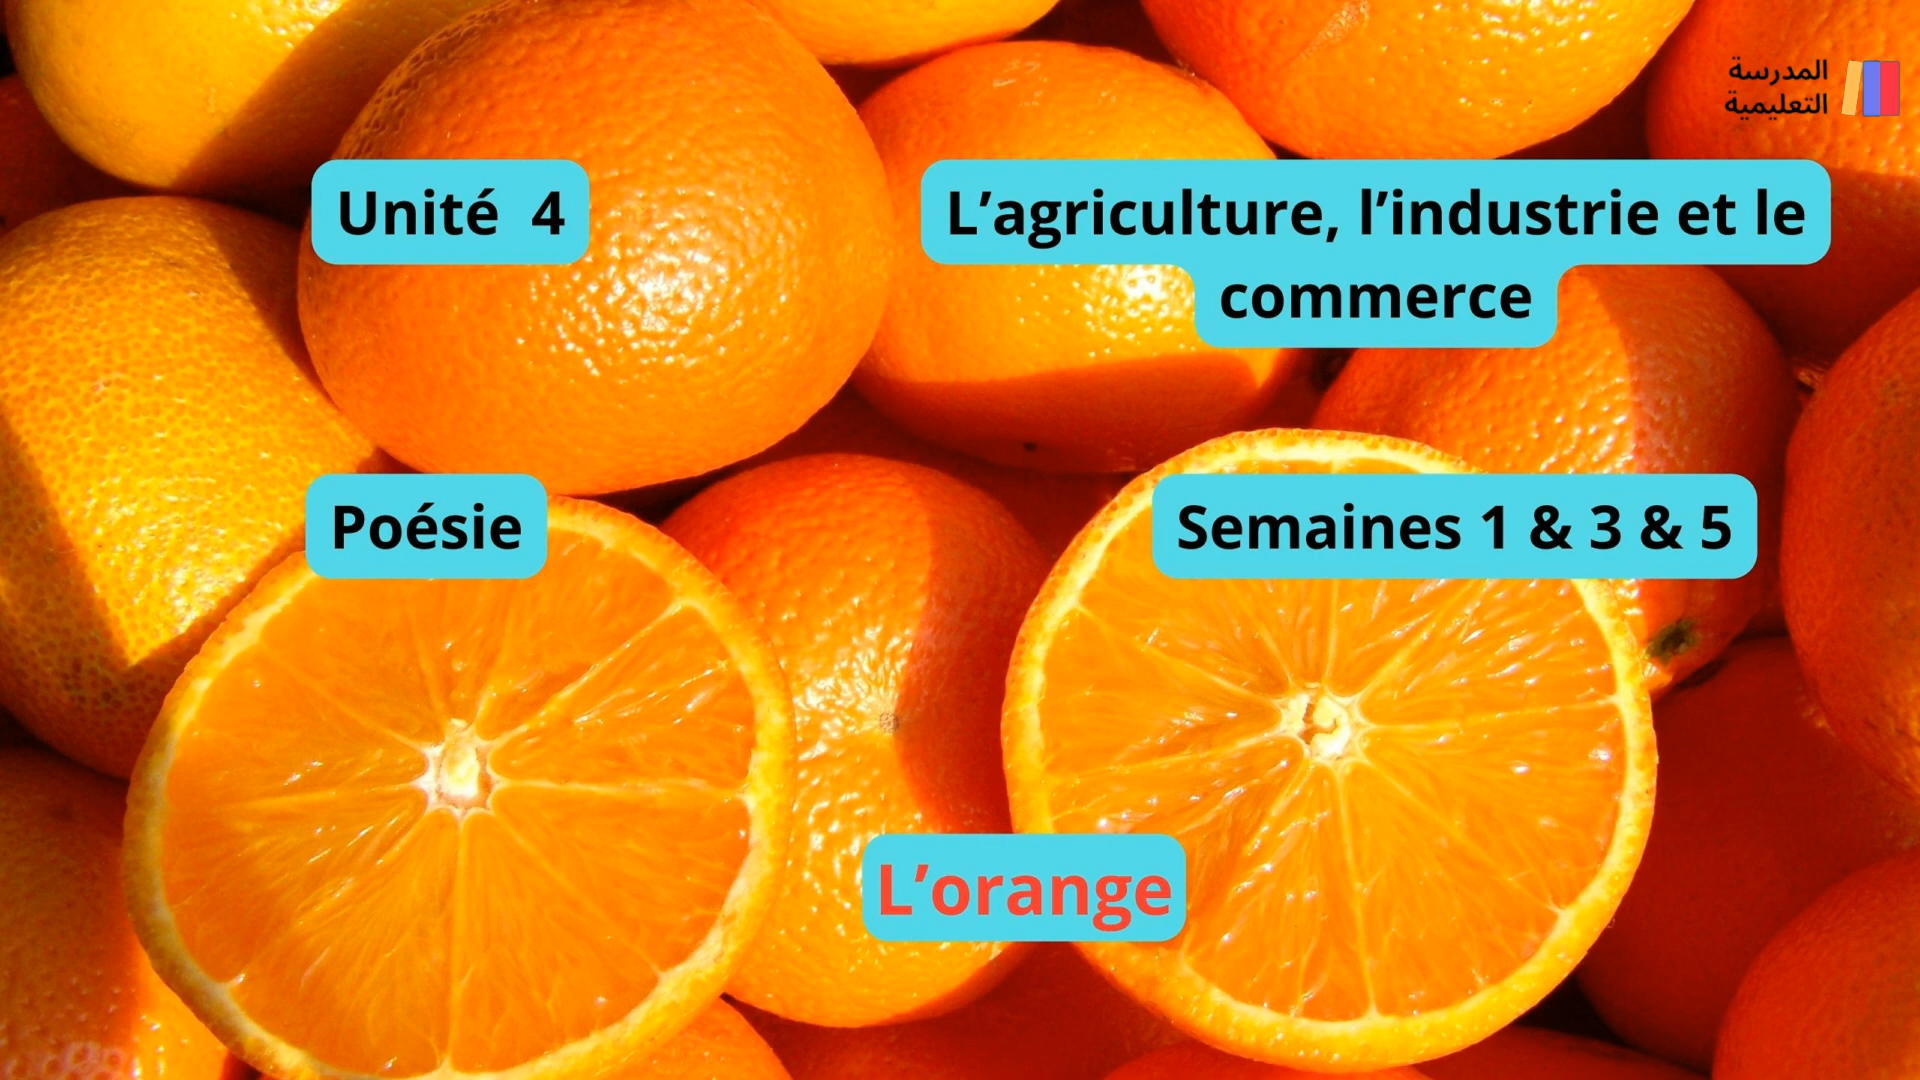 المدرسة
التعليمية
Unité 4
L’agriculture, l’industrie et le
commerce
Poésie
Semaines 1 & 3 & 5
L’orange